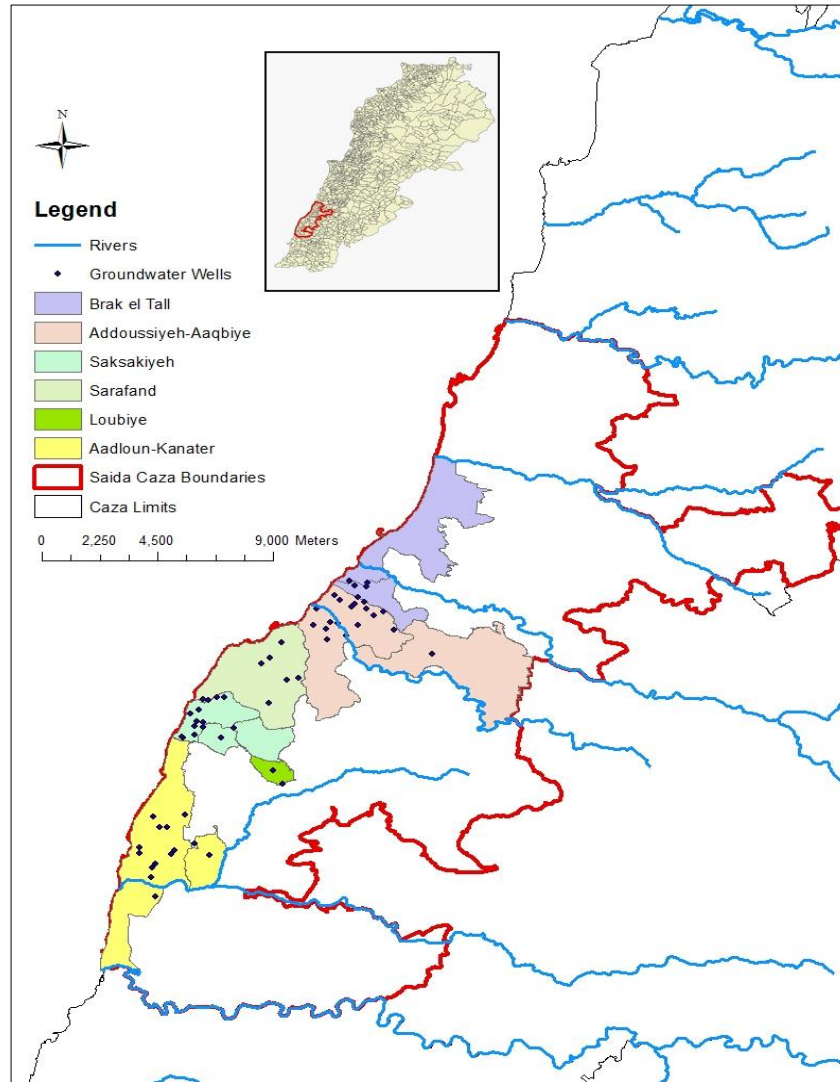 N
Legend
Rivers
Groundwater Wells
Brak el Tall
Addoussiyeh-Aaqbiye
Saksakiyeh
Sarafand
Loubiye
Aadloun-Kanater
Saida Caza Boundaries
Caza Limits
0 2,250 4,500 9,000 Meters